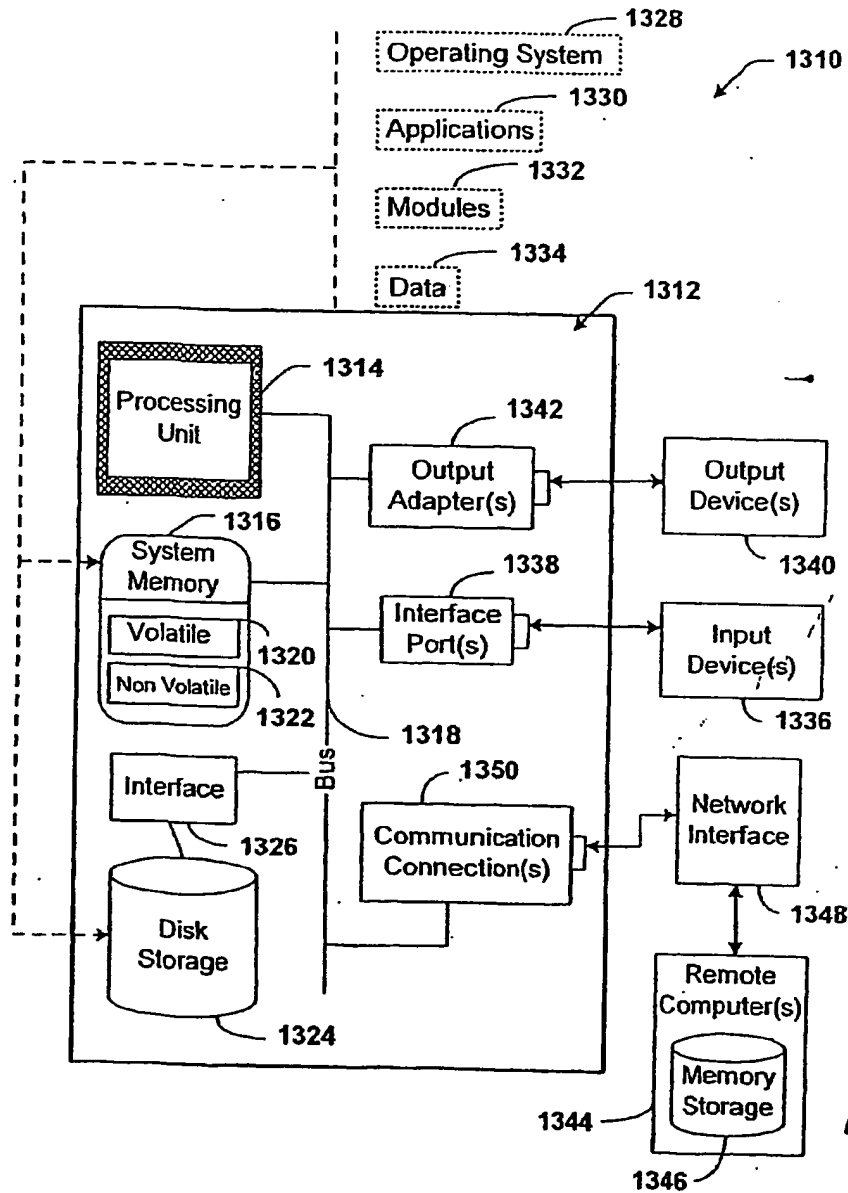 1328
Operating System
1310
1330
Applications
1332
Modules
1334
Data
1312
1314
Processing
Unit
1342
Output
Adapter(s)
Output
Device(s)
1340
1316
System
Memory
1338
Interface
Port(s)
Input
Device(s)
1336
Volatile
1320
Non Volatile
1322
1318
Bus
1350
Interface
1326
Communication
Connection(s)
Network
Interface
1348
Disk
Storage
1324
Remote
Computer(s)
Memory
Storage
1344
1346